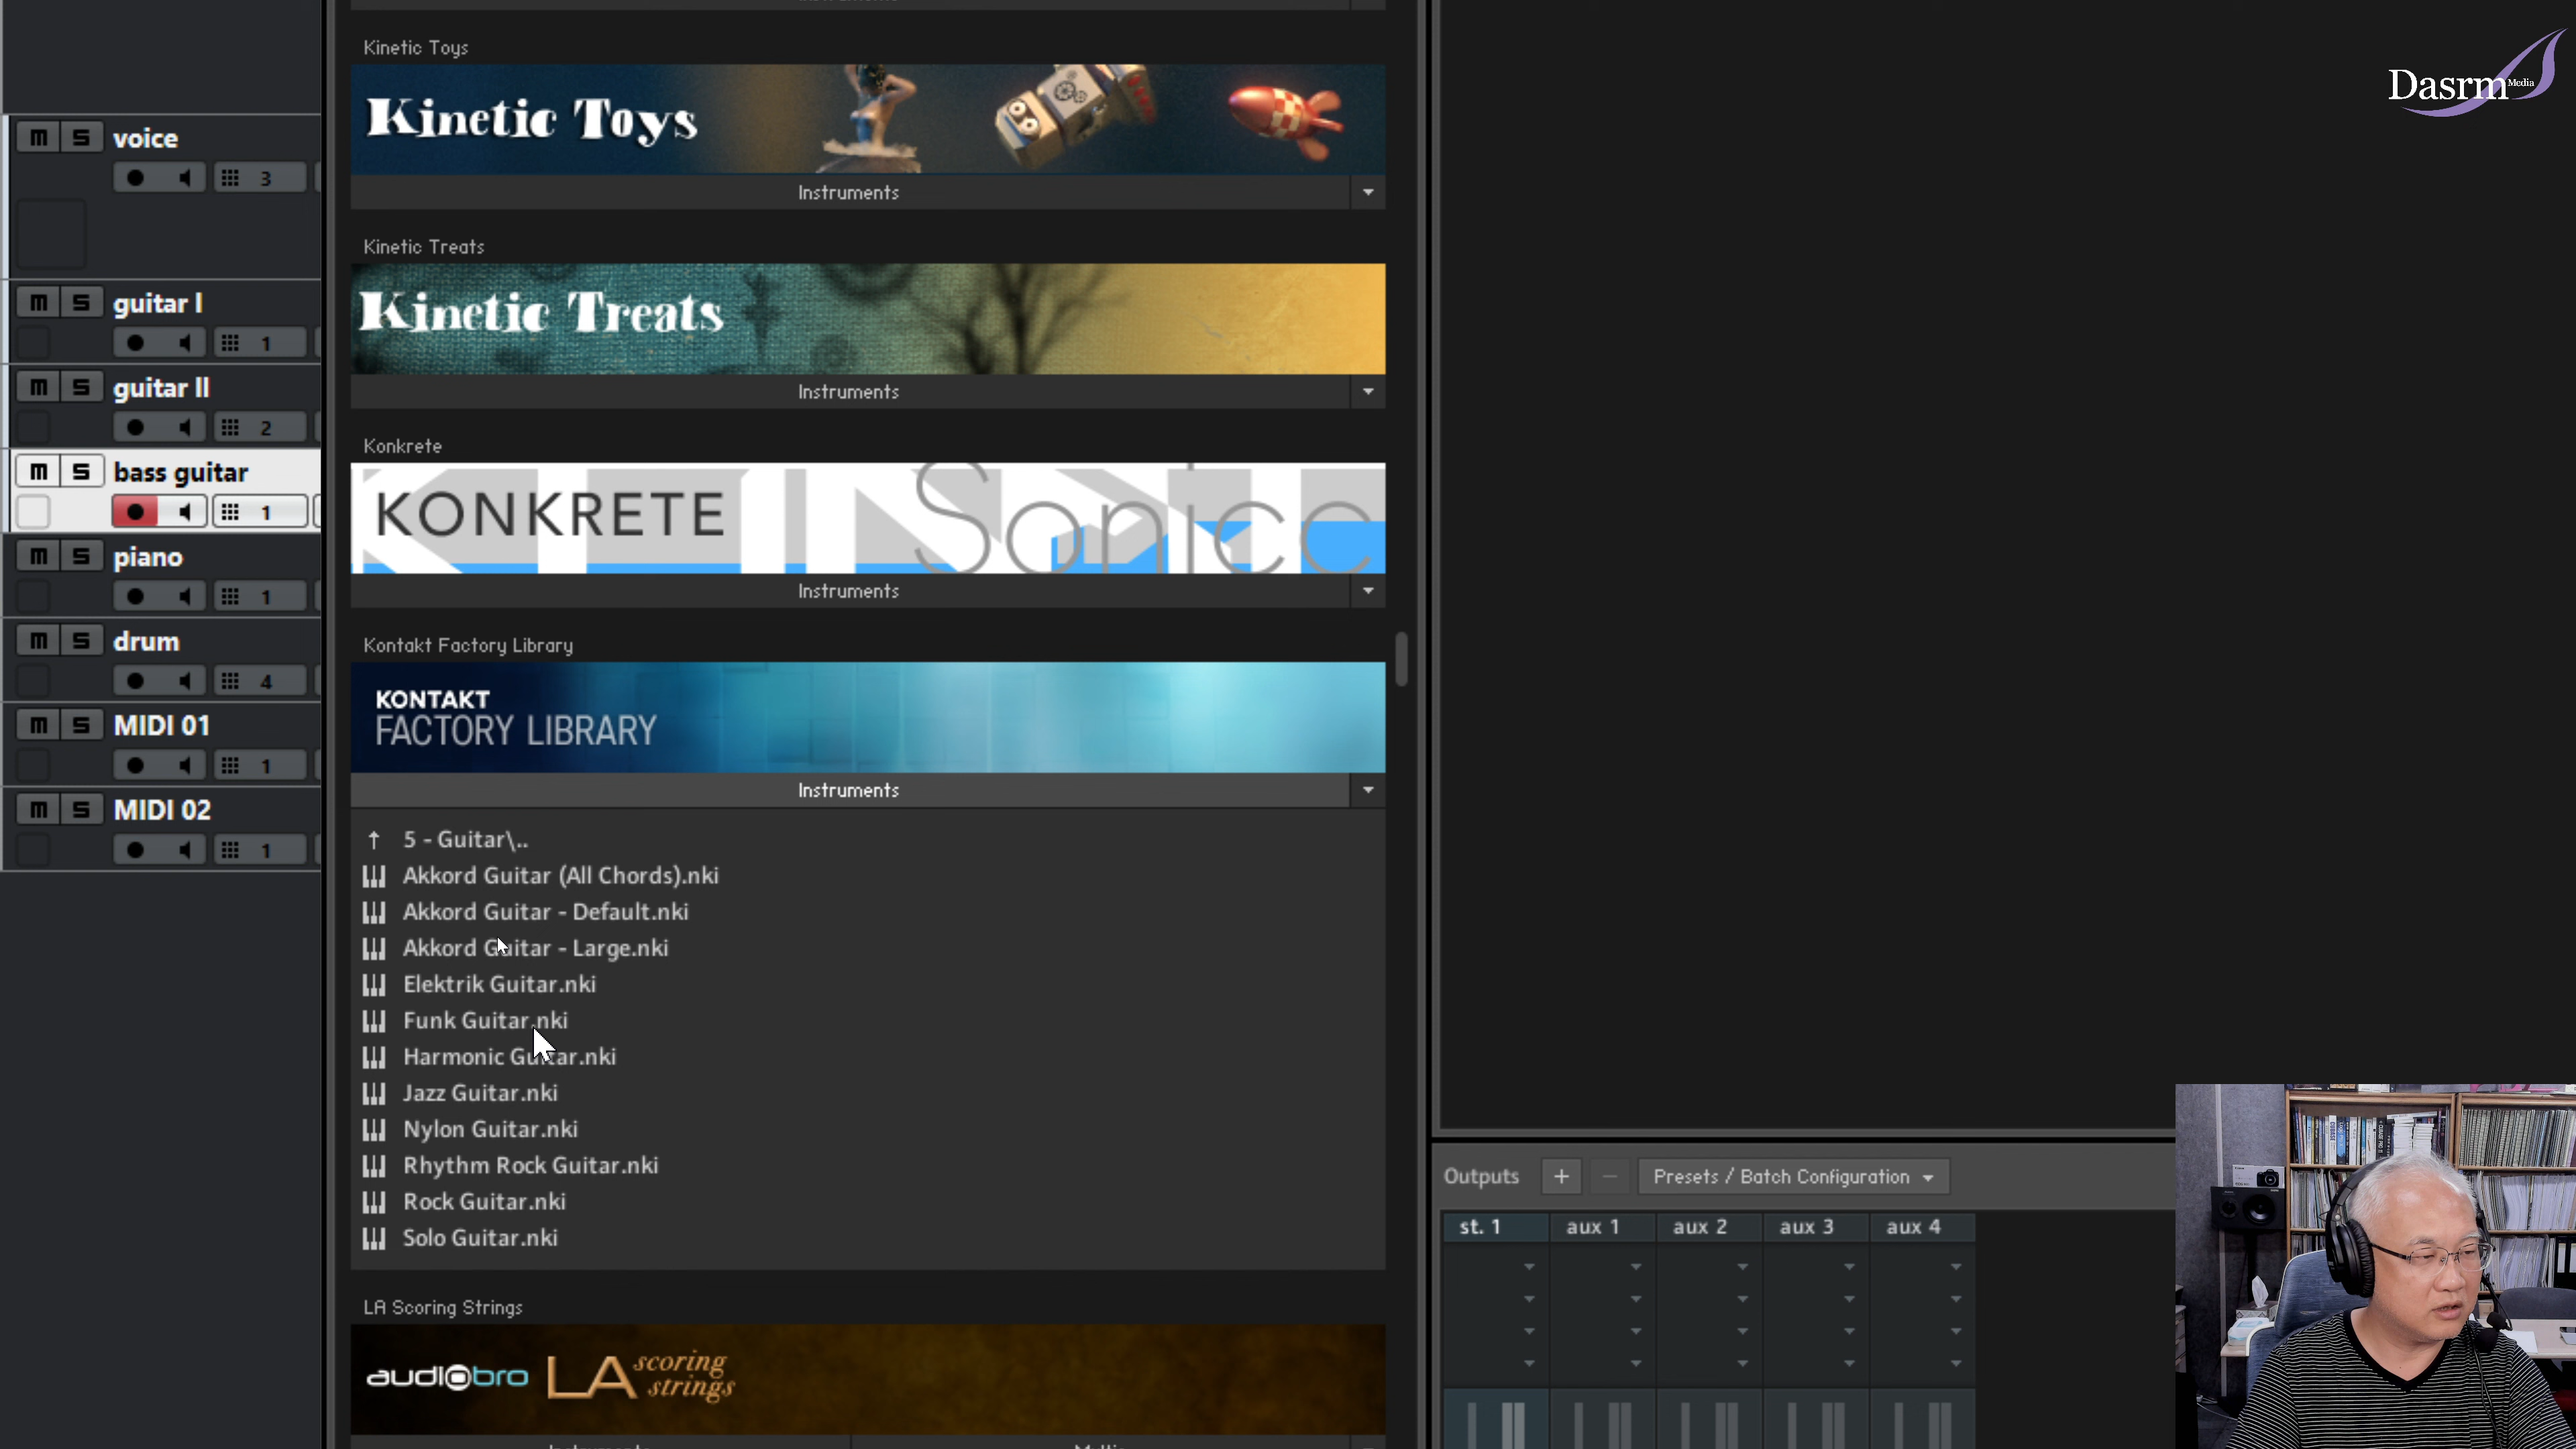 Dasrm Media
voice
3
guitar I
1
guitar II
2
bass guitar
1
piano
1
drum
4
MIDI 01
1
MIDI 02
1
Kinetic Toys
Kinetic Toys
Instruments
Kinetic Treats
Kinetic Treats
Instruments
Konkrete
KONKRETE
Instruments
Kontakt Factory Library
KONTAKT
FACTORY LIBRARY
Instruments
5 - Guitar\..
Akkord Guitar (All Chords).nki
Akkord Guitar - Default.nki
Akkord Guitar - Large.nki
Elektrik Guitar.nki
Funk Guitar.nki
Harmonic Guitar.nki
Jazz Guitar.nki
Nylon Guitar.nki
Rhythm Rock Guitar.nki
Rock Guitar.nki
Solo Guitar.nki
LA Scoring Strings
audiobro LA scoring strings
Outputs + − Presets / Batch Configuration
st. 1 aux 1 aux 2 aux 3 aux 4